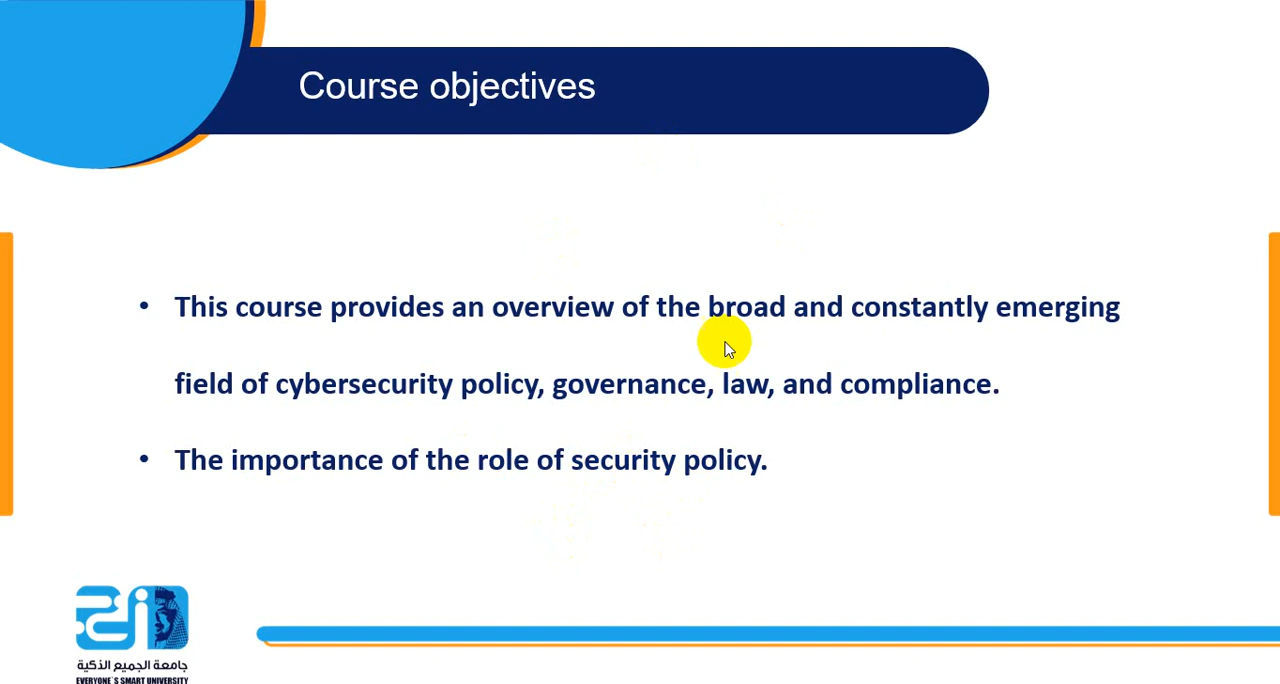 Course objectives
• This course provides an overview of the broad and constantly emerging
field of cybersecurity policy, governance, law, and compliance.
• The importance of the role of security policy.
جامعة الجميع الذكية
EVERYONE`S SMART UNIVERSITY